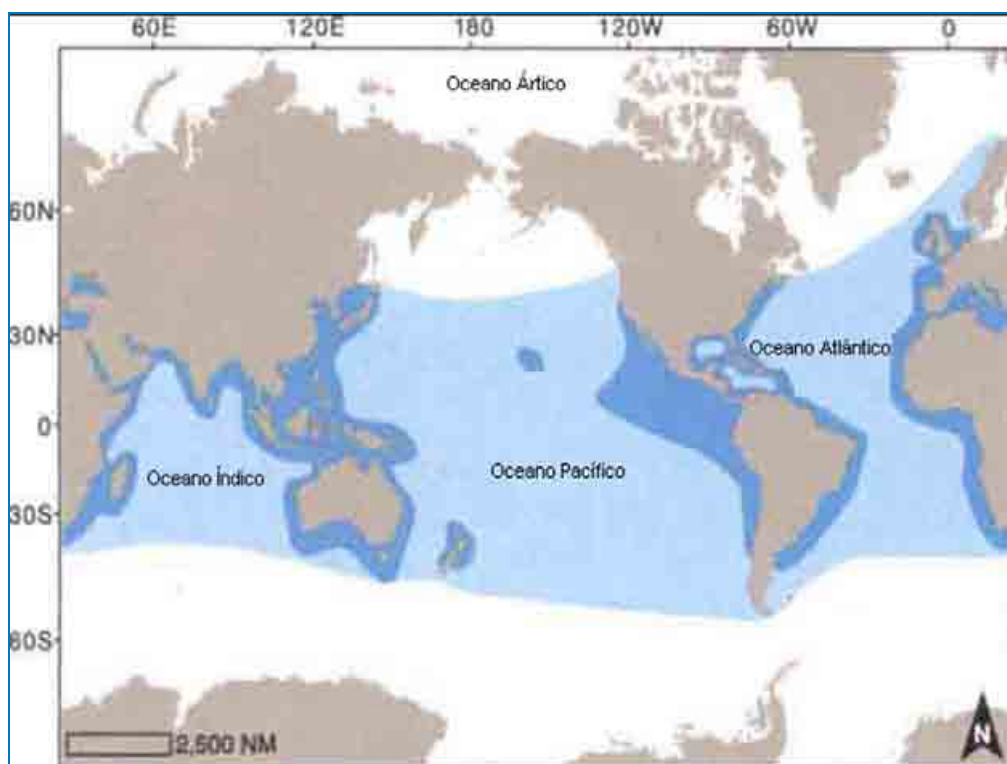 60E 120E 180 120W 60W 0
Oceano Ártico
60N
30N
Oceano Atlântico
0
Oceano Índico
Oceano Pacífico
30S
60S
2,500 NM
N